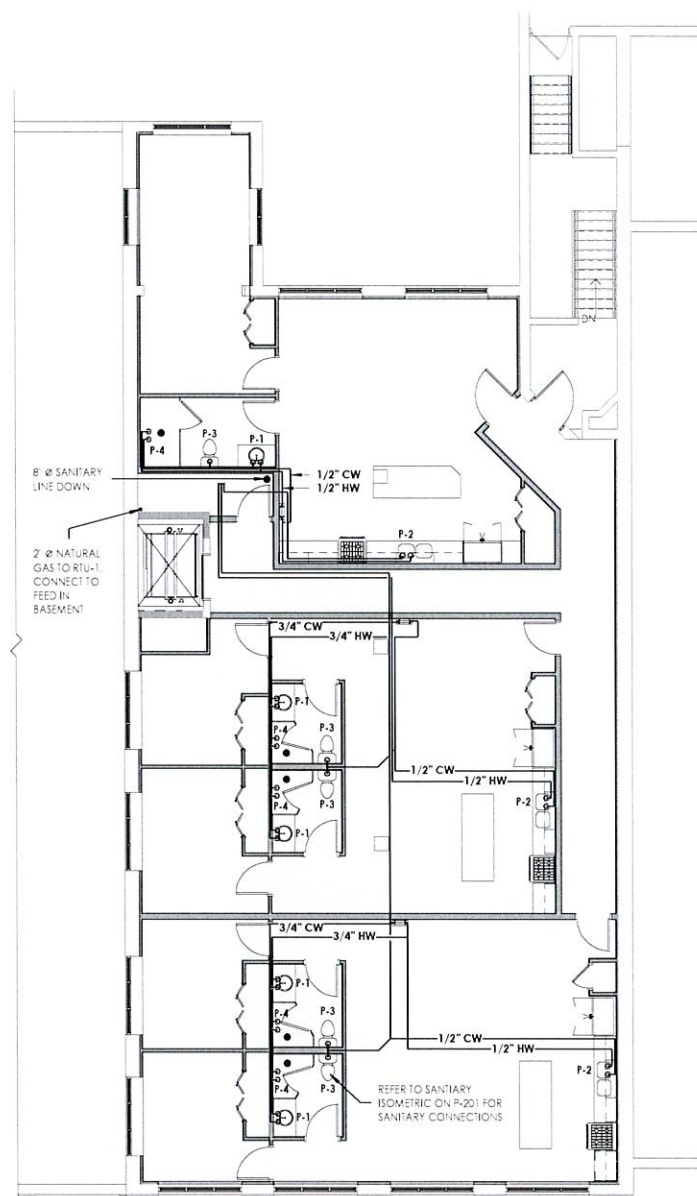 DN
P-3
P-1
P-4
8' Ø SANITARY
LINE DOWN
1/2" CW
1/2" HW
P-2
2' Ø NATURAL
GAS TO RTU-1.
CONNECT TO
FEED IN
BASEMENT
3/4" CW
3/4" HW
P-1
P-4
P-3
1/2" CW
1/2" HW
P-2
P-4
P-3
P-1
3/4" CW
3/4" HW
P-1
P-4
P-3
1/2" CW
1/2" HW
P-2
P-4
P-3
P-1
REFER TO SANTIARY
ISOMETRIC ON P-201 FOR
SANITARY CONNECTIONS